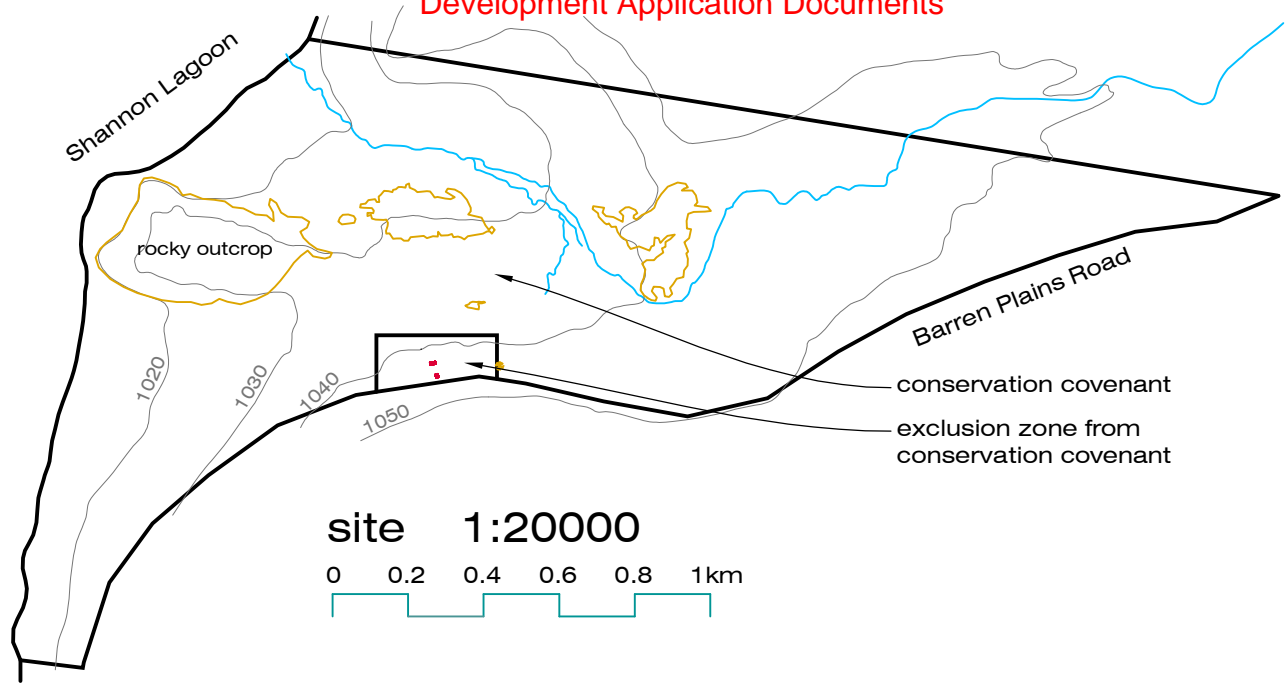 Development Application Documents
Shannon Lagoon
rocky outcrop
Barren Plains Road
1020
1030
1040
1050
conservation covenant
exclusion zone from
conservation covenant
site 1:20000
0 0.2 0.4 0.6 0.8 1km